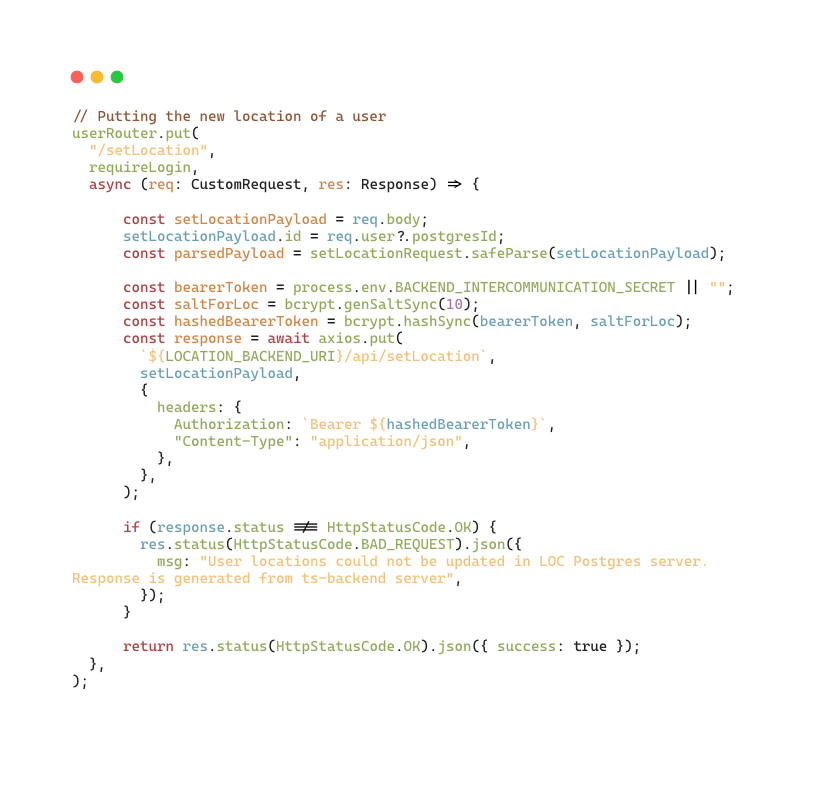 // Putting the new location of a user
userRouter.put(
  "/setLocation",
  requireLogin,
  async (req: CustomRequest, res: Response) => {

      const setLocationPayload = req.body;
      setLocationPayload.id = req.user?.postgresId;
      const parsedPayload = setLocationRequest.safeParse(setLocationPayload);

      const bearerToken = process.env.BACKEND_INTERCOMMUNICATION_SECRET || "";
      const saltForLoc = bcrypt.genSaltSync(10);
      const hashedBearerToken = bcrypt.hashSync(bearerToken, saltForLoc);
      const response = await axios.put(
        `${LOCATION_BACKEND_URI}/api/setLocation`,
        setLocationPayload,
        {
          headers: {
            Authorization: `Bearer ${hashedBearerToken}`,
            "Content-Type": "application/json",
          },
        },
      );

      if (response.status !== HttpStatusCode.OK) {
        res.status(HttpStatusCode.BAD_REQUEST).json({
          msg: "User locations could not be updated in LOC Postgres server.
Response is generated from ts-backend server",
        });
      }

      return res.status(HttpStatusCode.OK).json({ success: true });
  },
);